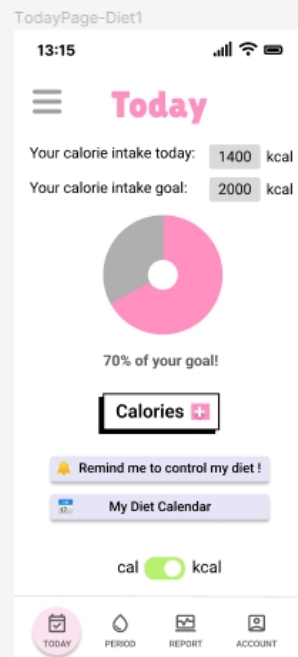 TodayPage-Diet1
13:15
Today
Your calorie intake today: 1400 kcal
Your calorie intake goal: 2000 kcal
70% of your goal!
Calories +
Remind me to control my diet !
My Diet Calendar
cal kcal
TODAY PERIOD REPORT ACCOUNT